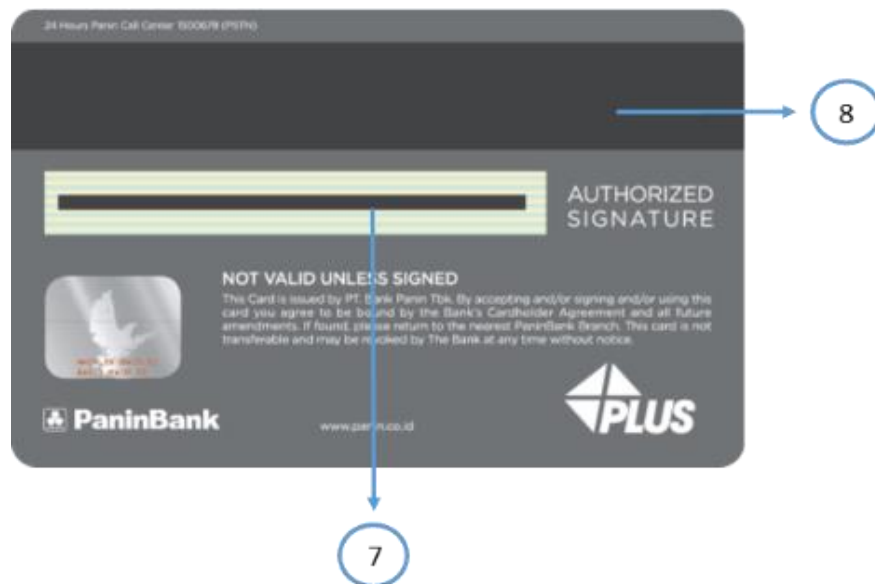 24 Hours Panin Call Center 1500678 (PSTN)
8
AUTHORIZED
SIGNATURE
NOT VALID UNLESS SIGNED
This Card is issued by PT. Bank Panin Tbk. By accepting and/or signing and/or using this
card you agree to be bound by the Bank's Cardholder Agreement and all future
amendments. If found, please return to the nearest PaninBank Branch. This card is not
transferable and may be revoked by The Bank at any time without notice.
PaninBank
www.panin.co.id
PLUS
7